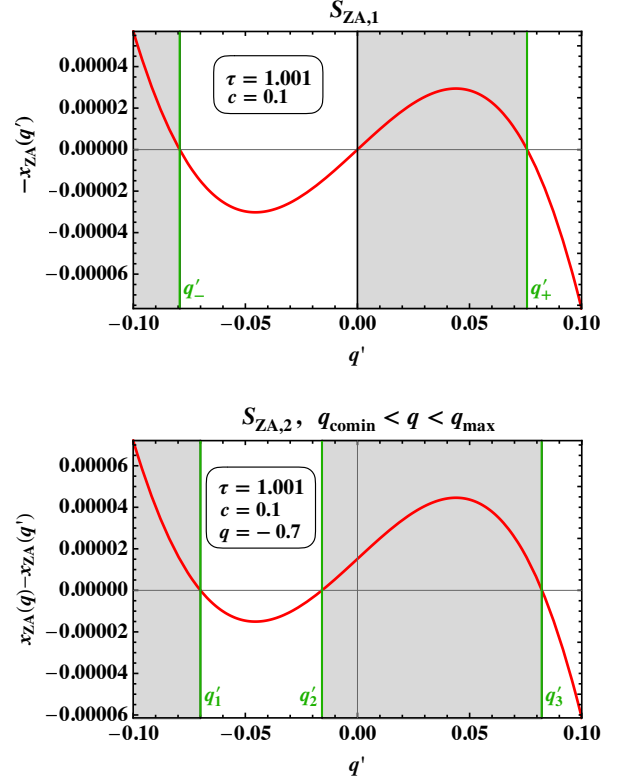 S_ZA,1
τ = 1.001
c = 0.1
0.00004
0.00002
0.00000
−0.00002
−0.00004
−0.00006
−x_ZA(q′)
q′_−
q′_+
−0.10
−0.05
0.00
0.05
0.10
q'
S_ZA,2 , q_comin < q < q_max
τ = 1.001
c = 0.1
q = − 0.7
0.00006
0.00004
0.00002
0.00000
−0.00002
−0.00004
−0.00006
x_ZA(q)−x_ZA(q′)
q′_1
q′_2
q′_3
−0.10
−0.05
0.00
0.05
0.10
q'